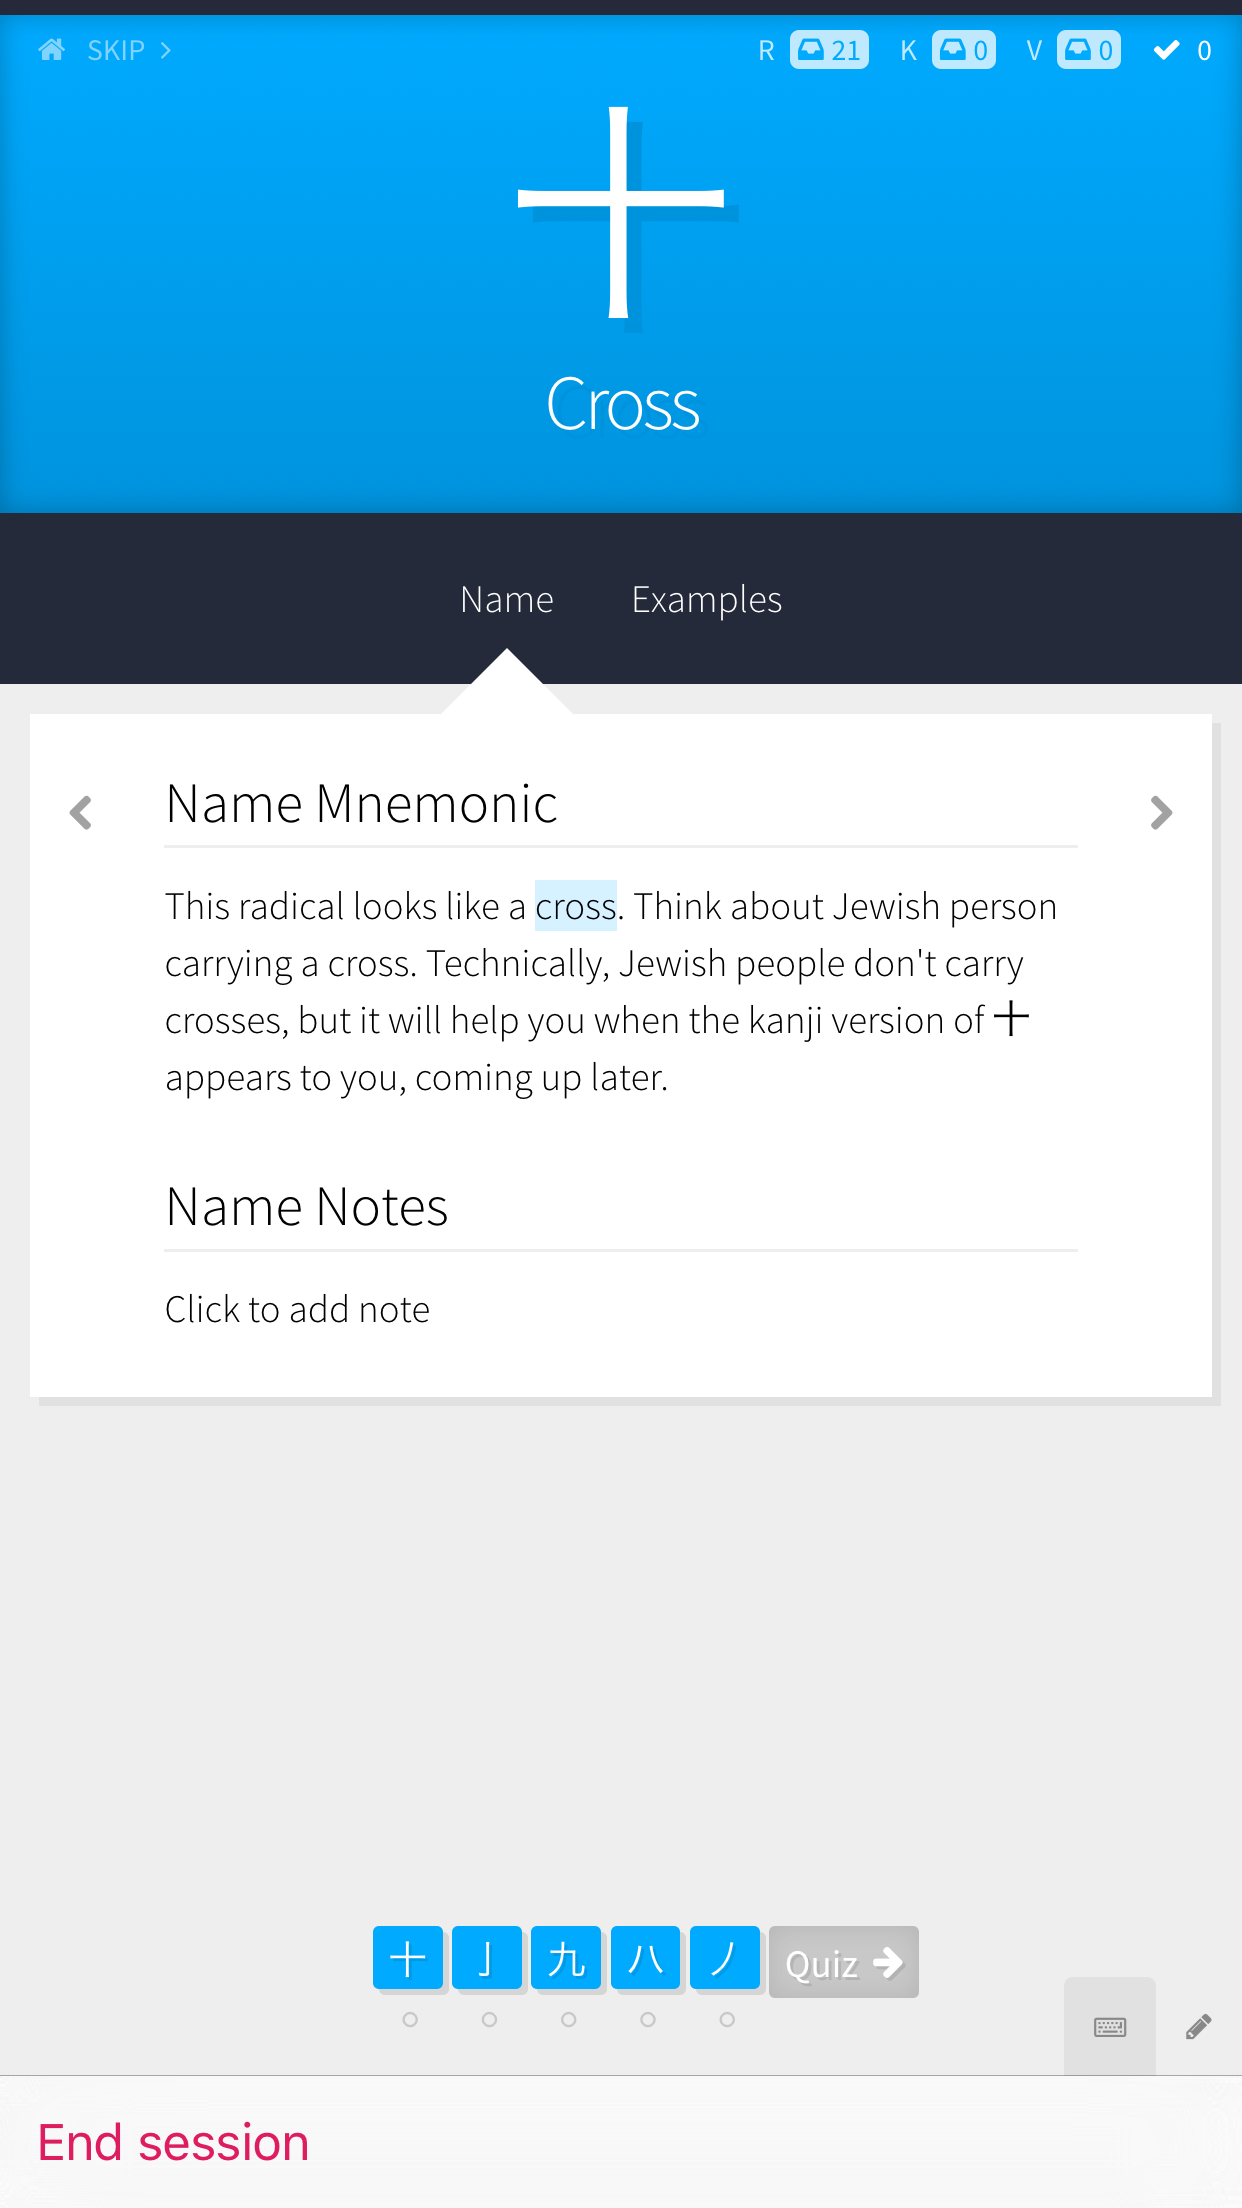 SKIP
R 21 K 0 V 0 0
十
Cross
Name Examples
Name Mnemonic
This radical looks like a cross. Think about Jewish person
carrying a cross. Technically, Jewish people don't carry
crosses, but it will help you when the kanji version of 十
appears to you, coming up later.
Name Notes
Click to add note
十 亅 九 ハ ノ Quiz
End session